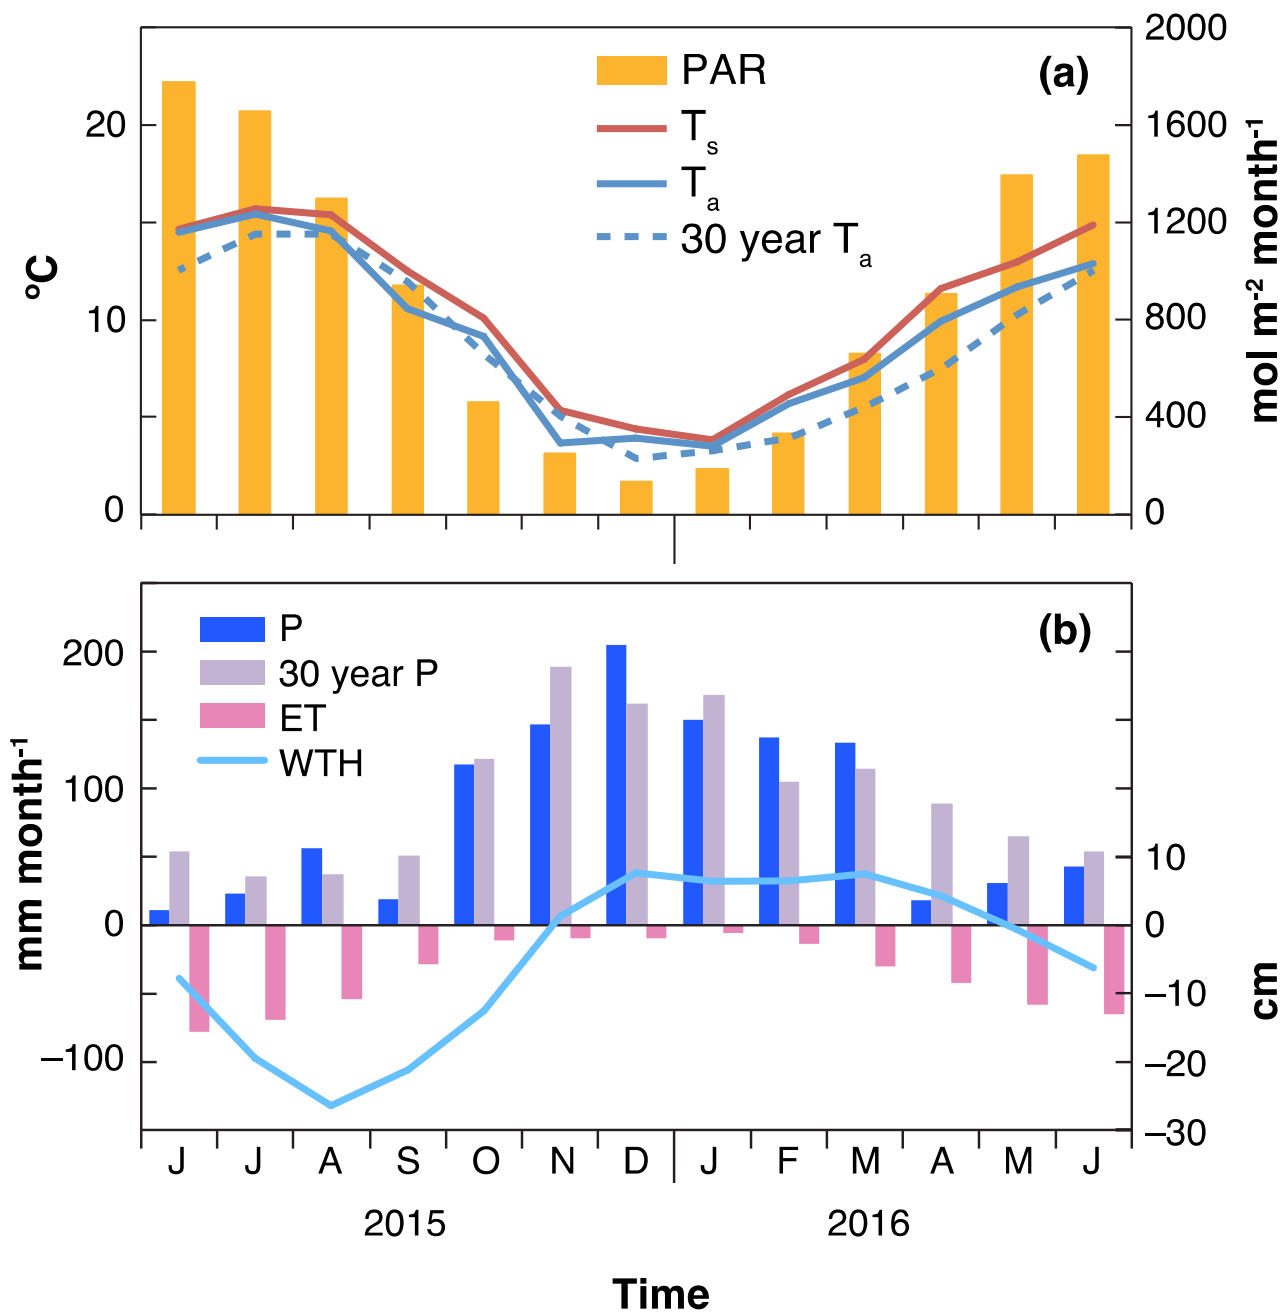 (a)
PAR
Ts
Ta
30 year Ta
ºC
20
10
0
2000
1600
1200
800
400
0
mol m-2 month-1
(b)
P
30 year P
ET
WTH
mm month-1
200
100
0
–100
10
0
–10
–20
–30
cm
J J A S O N D J F M A M J
2015 2016
Time